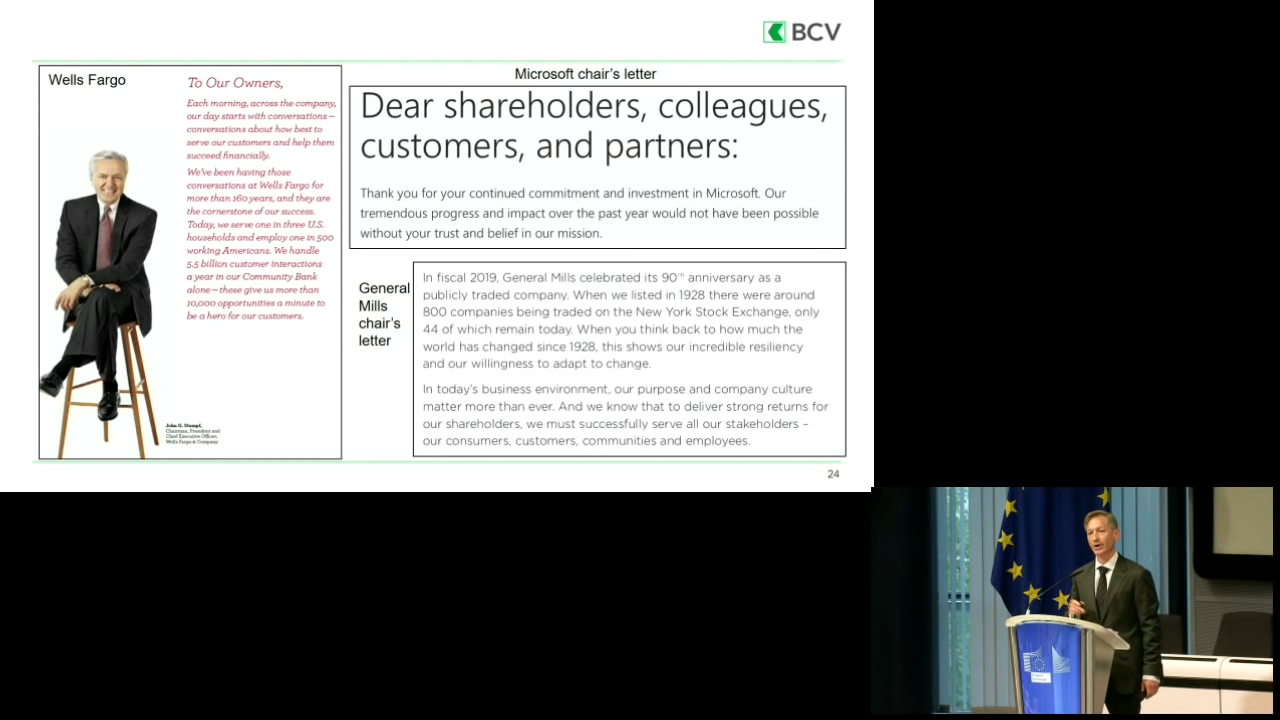 BCV
Wells Fargo
To Our Owners,
Each morning, across the company,
our day starts with conversations—
conversations about how best to
serve our customers and help them
succeed financially.
We've been having those
conversations at Wells Fargo for
more than 160 years, and they are
the cornerstone of our success.
Today, we serve one in three U.S.
households and employ one in 500
working Americans. We handle
5.5 billion customer interactions
a year in our Community Bank
alone—these give us more than
10,000 opportunities a minute to
be a hero for our customers.
John G. Stumpf,
Chairman, President and
Chief Executive Officer,
Wells Fargo & Company
Microsoft chair's letter
Dear shareholders, colleagues,
customers, and partners:
Thank you for your continued commitment and investment in Microsoft. Our
tremendous progress and impact over the past year would not have been possible
without your trust and belief in our mission.
General
Mills
chair's
letter
In fiscal 2019, General Mills celebrated its 90th anniversary as a
publicly traded company. When we listed in 1928 there were around
800 companies being traded on the New York Stock Exchange, only
44 of which remain today. When you think back to how much the
world has changed since 1928, this shows our incredible resiliency
and our willingness to adapt to change.
In today's business environment, our purpose and company culture
matter more than ever. And we know that to deliver strong returns for
our shareholders, we must successfully serve all our stakeholders –
our consumers, customers, communities and employees.
24